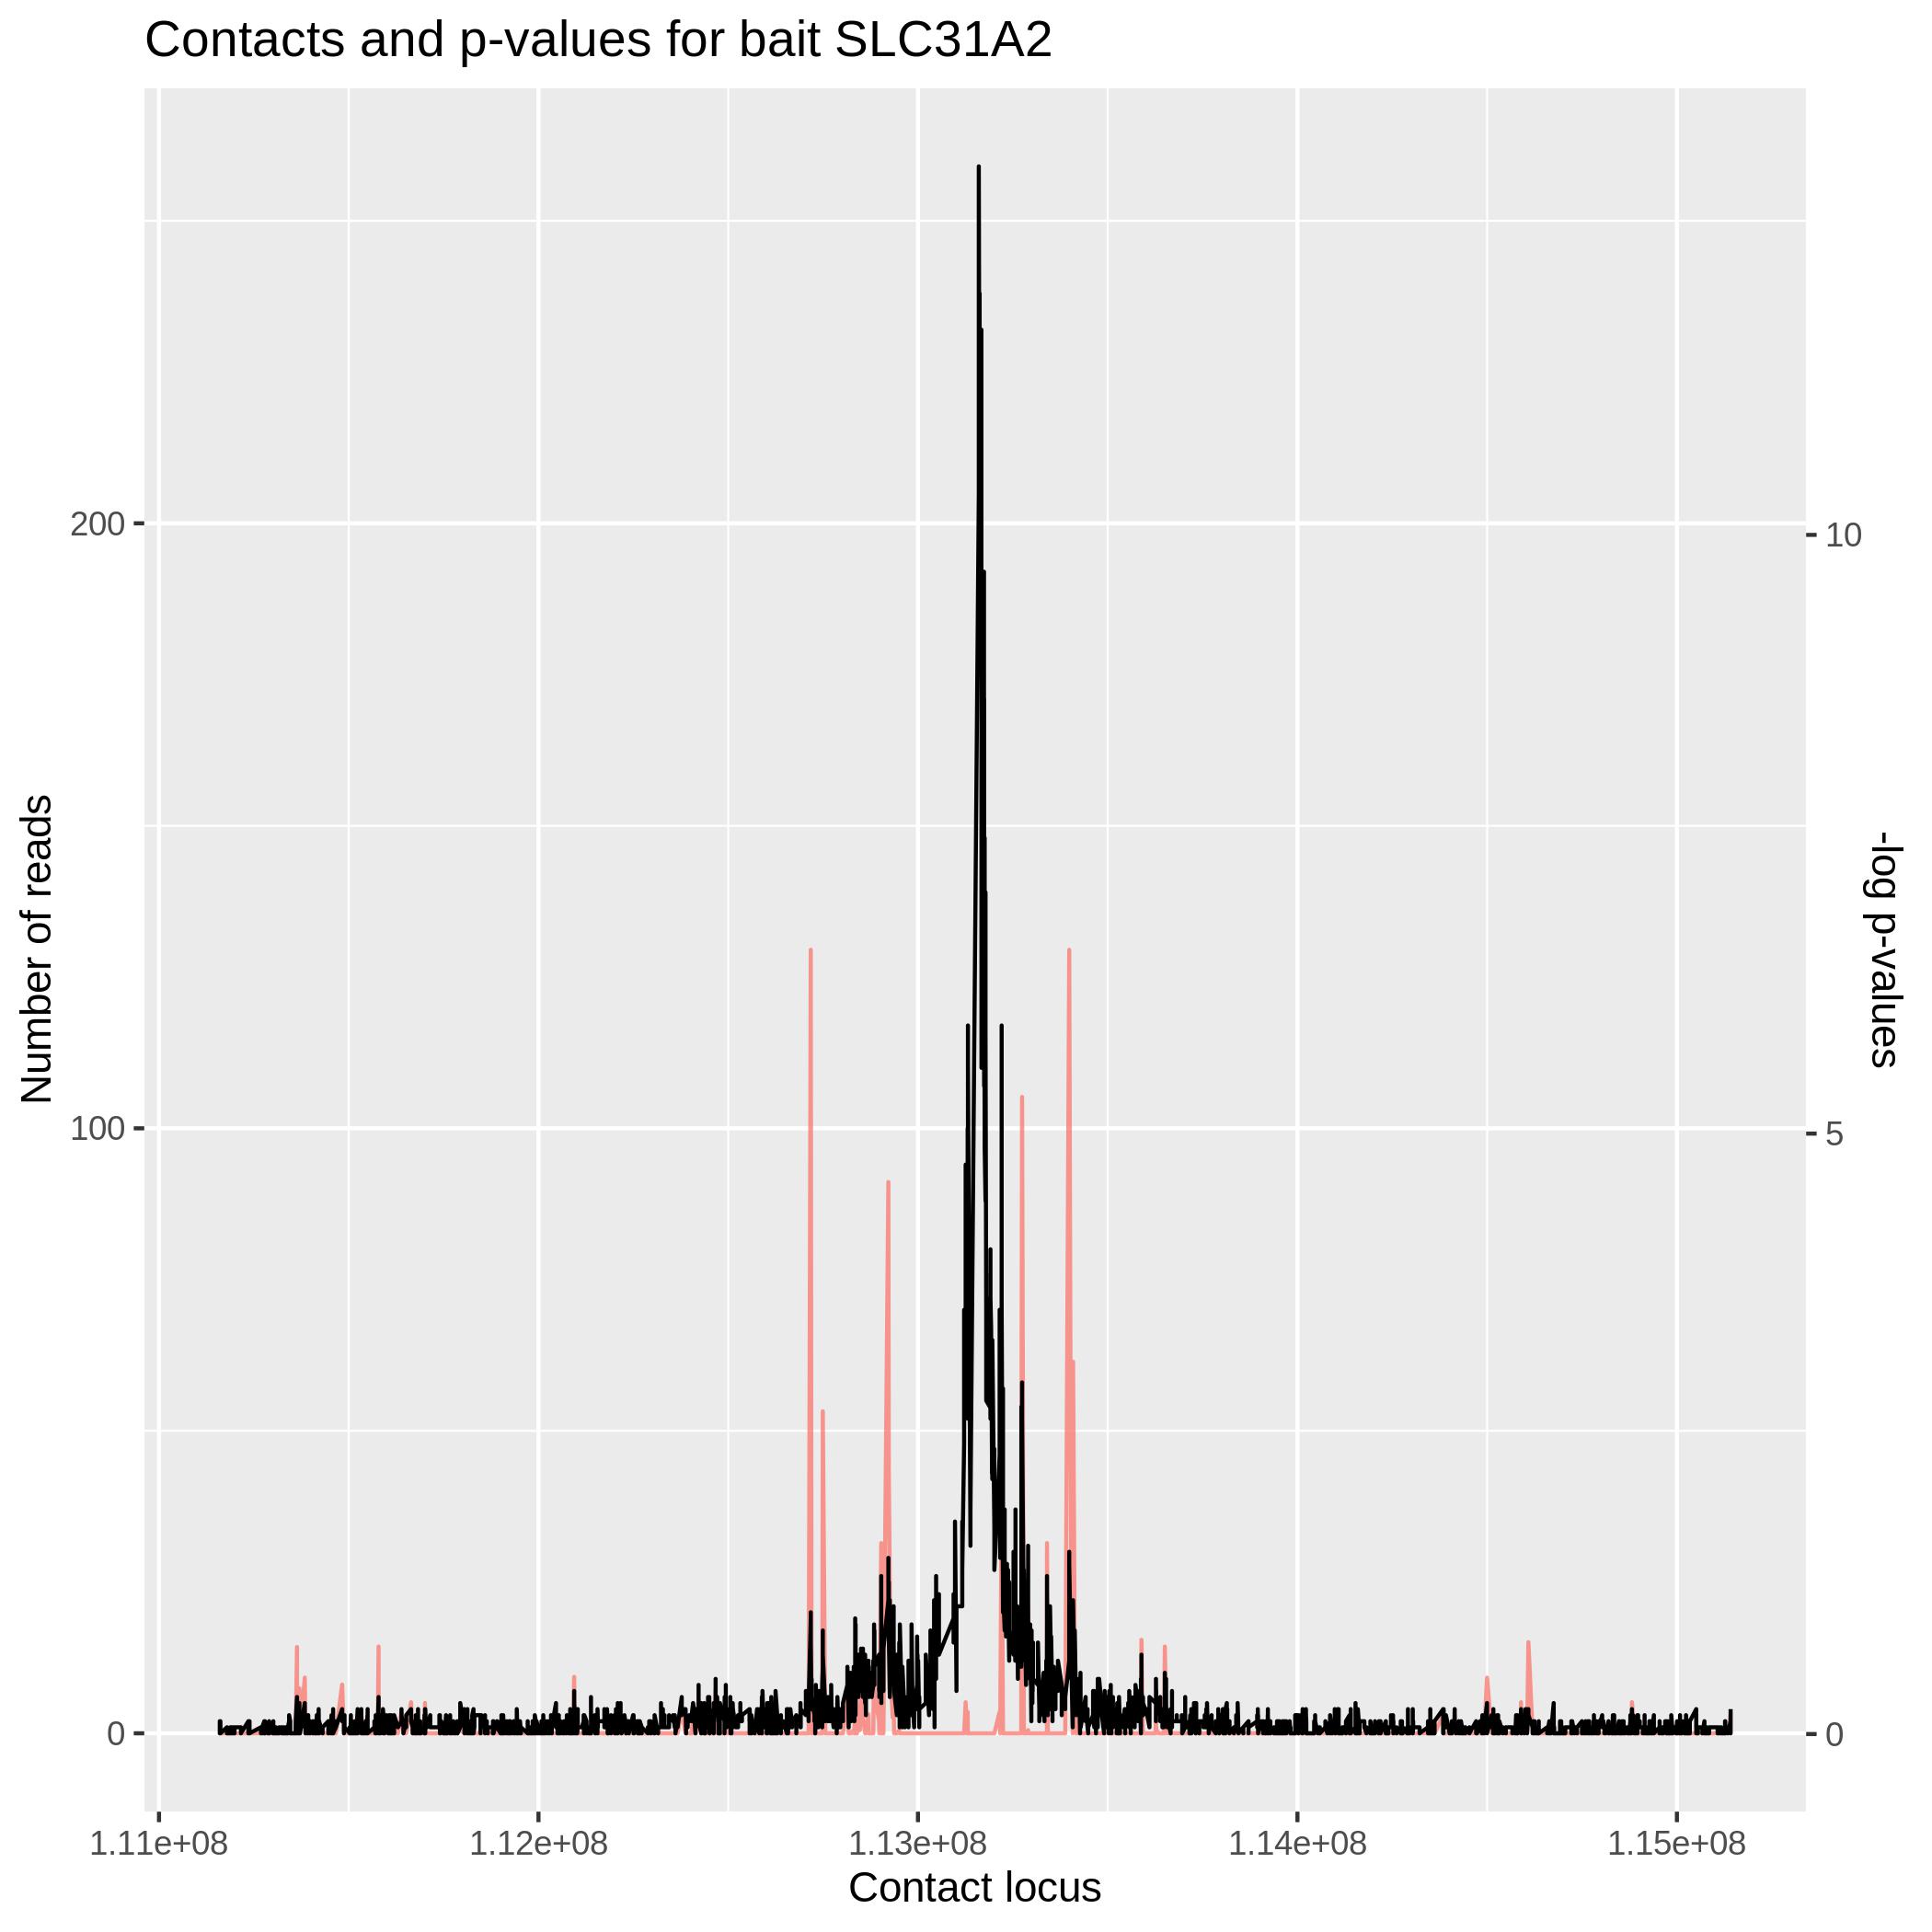 Contacts and p-values for bait SLC31A2
Number of reads
200
100
0
10
5
0
-log p-values
1.11e+08
1.12e+08
1.13e+08
1.14e+08
1.15e+08
Contact locus